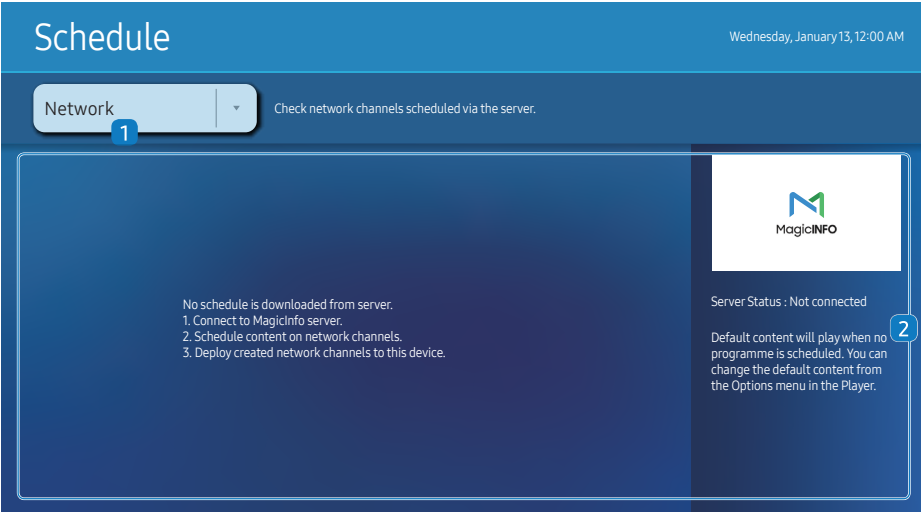 Schedule
Wednesday, January 13, 12:00 AM
Network
Check network channels scheduled via the server.
1
MagicINFO
No schedule is downloaded from server.
1. Connect to MagicInfo server.
2. Schedule content on network channels.
3. Deploy created network channels to this device.
Server Status : Not connected
2
Default content will play when no
programme is scheduled. You can
change the default content from
the Options menu in the Player.